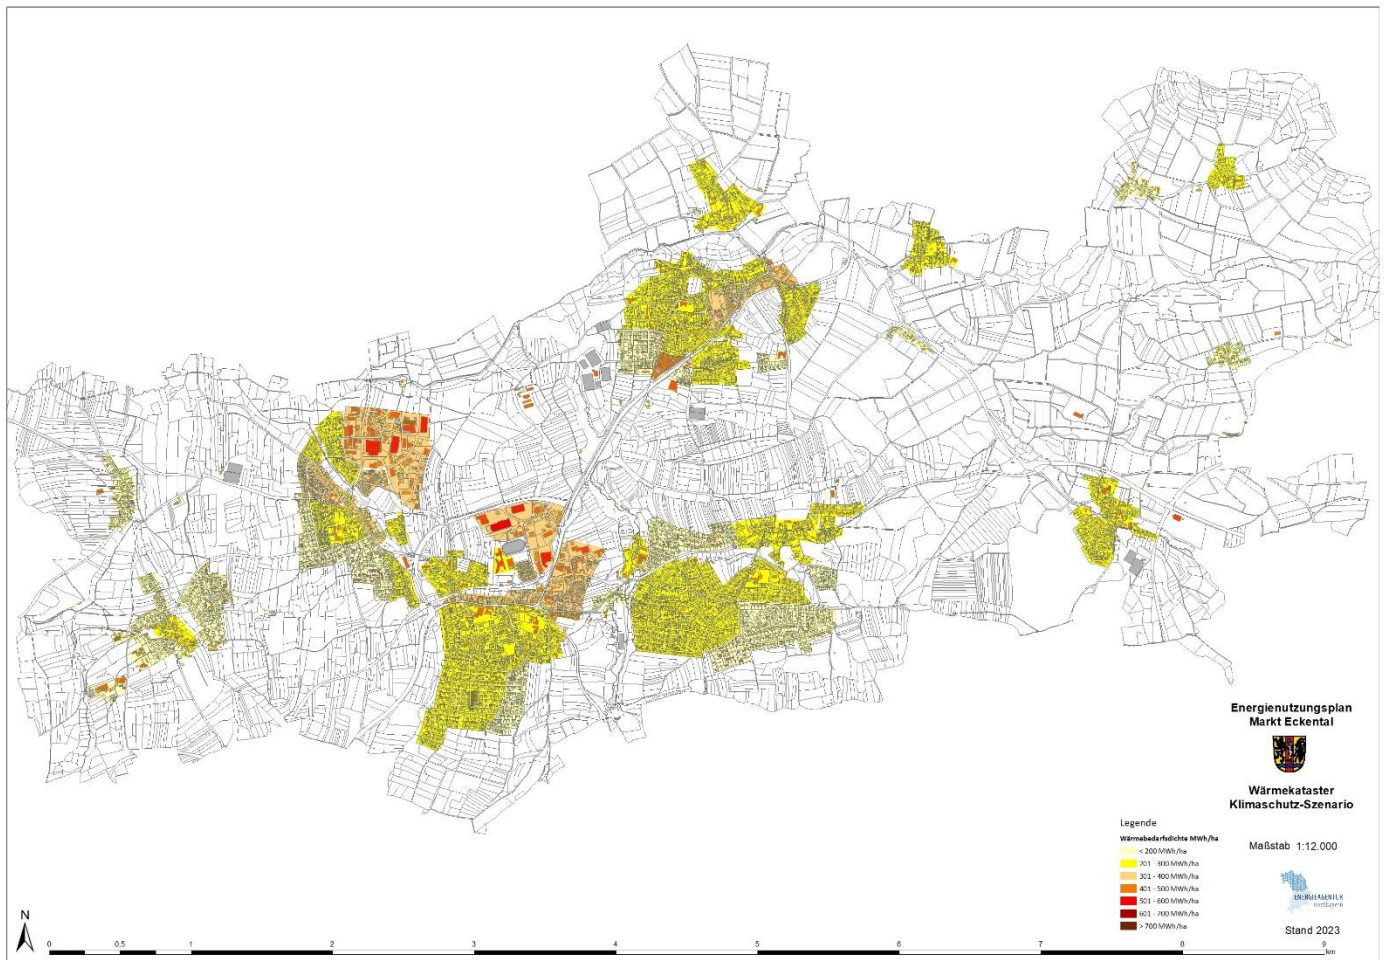 Energienutzungsplan
Markt Eckental
Wärmekataster
Klimaschutz-Szenario
Legende
Wärmebedarfsdichte MWh/ha
< 200 MWh/ha
201 - 300 MWh/ha
301 - 400 MWh/ha
401 - 500 MWh/ha
501 - 600 MWh/ha
601 - 700 MWh/ha
> 700 MWh/ha
Maßstab 1:12.000
ENERGIEAGENTUR
nordbayern
Stand 2023
N
0 0,5 1 2 3 4 5 6 7 8 9
km